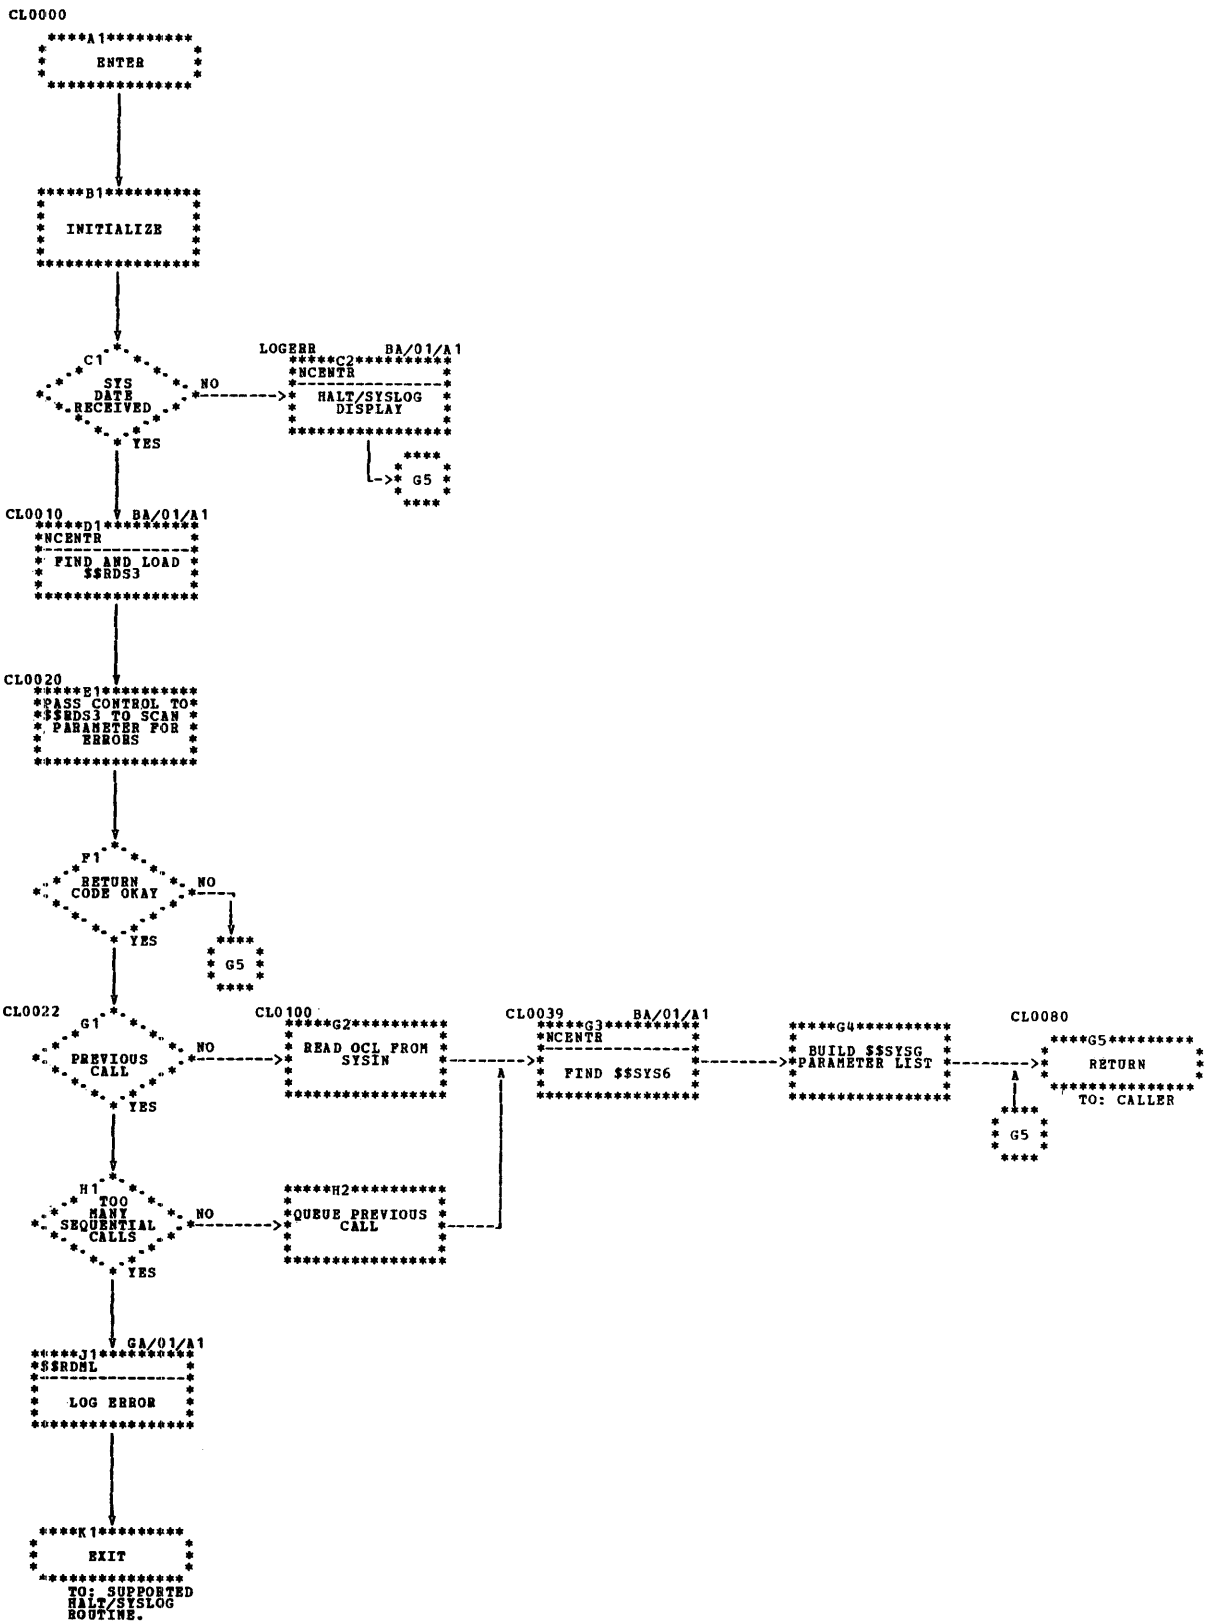 CL0000
A1
ENTER
B1
INITIALIZE
C1
SYS
DATE
RECEIVED
NO
YES
LOGERR BA/01/A1
C2
NCENTR
HALT/SYSLOG
DISPLAY
G5
CL0010 BA/01/A1
D1
NCENTR
FIND AND LOAD
$$RDS3
CL0020
E1
PASS CONTROL TO
$$RDS3 TO SCAN
PARAMETER FOR
ERRORS
F1
RETURN
CODE OKAY
NO
YES
G5
CL0022
G1
PREVIOUS
CALL
NO
YES
CL0100
G2
READ OCL FROM
SYSIN
CL0039 BA/01/A1
G3
NCENTR
FIND $$SYS6
G4
BUILD $$SYSG
PARAMETER LIST
CL0080
G5
RETURN
TO: CALLER
G5
H1
TOO
MANY
SEQUENTIAL
CALLS
NO
YES
H2
QUEUE PREVIOUS
CALL
GA/01/A1
J1
$$RDML
LOG ERROR
K1
EXIT
TO: SUPPORTED
HALT/SYSLOG
ROUTINE.